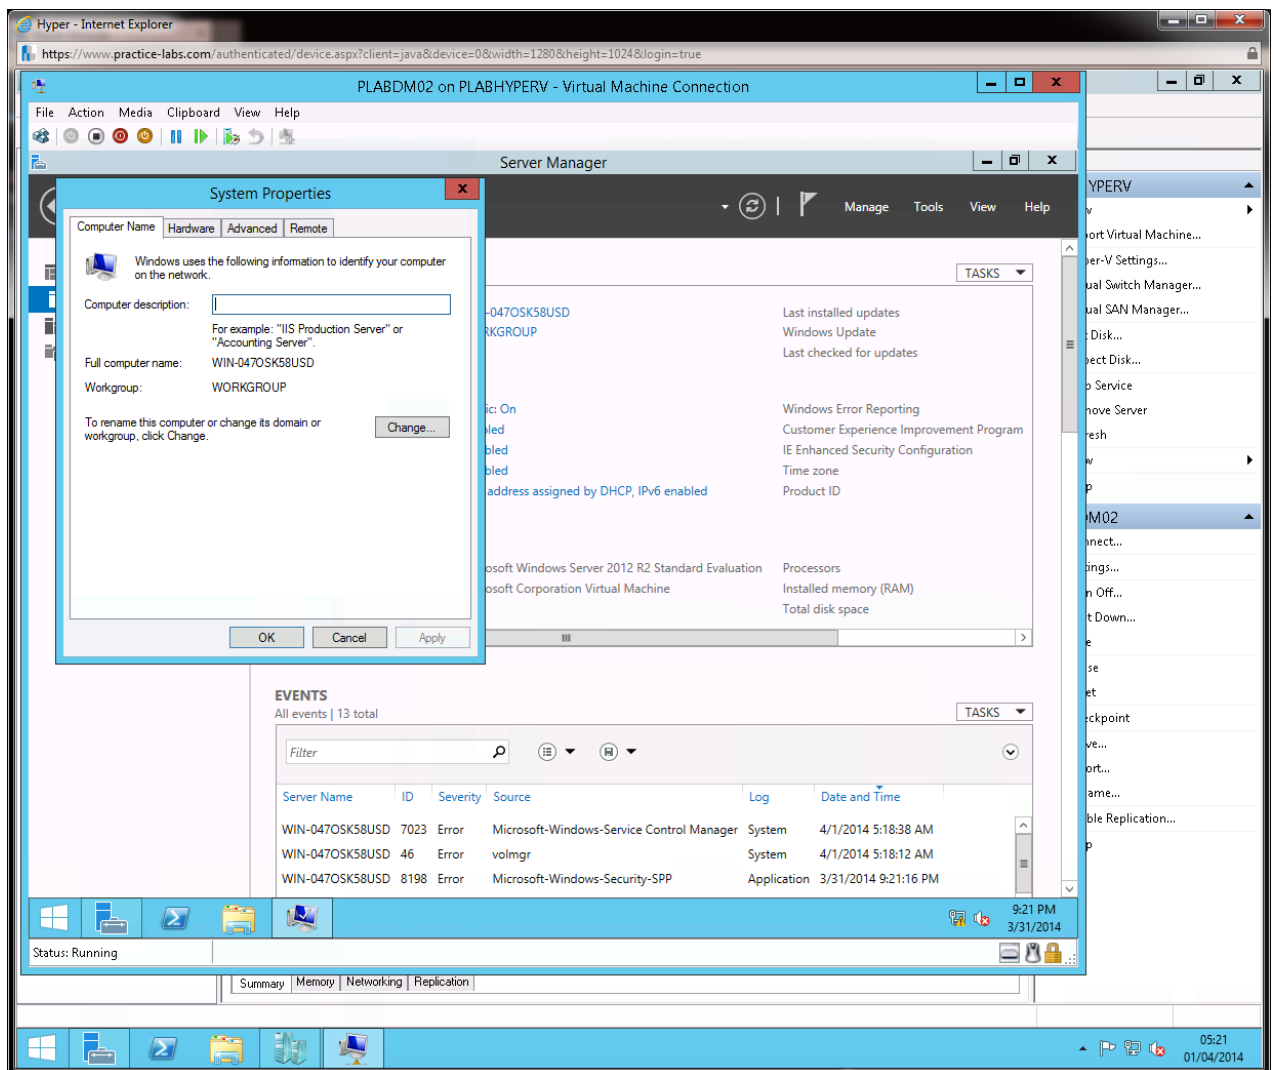 Hyper - Internet Explorer
https://www.practice-labs.com/authenticated/device.aspx?client=java&device=0&width=1280&height=1024&login=true
PLABDM02 on PLABHYPERV - Virtual Machine Connection
File Action Media Clipboard View Help
Server Manager
Manage Tools View Help
System Properties
Computer Name Hardware Advanced Remote
Windows uses the following information to identify your computer
on the network.
Computer description:
For example: "IIS Production Server" or
"Accounting Server".
Full computer name: WIN-047OSK58USD
Workgroup: WORKGROUP
To rename this computer or change its domain or
workgroup, click Change.
Change...
OK Cancel Apply
TASKS
-047OSK58USD Last installed updates
RKGROUP Windows Update
Last checked for updates
ic: On Windows Error Reporting
led Customer Experience Improvement Program
bled IE Enhanced Security Configuration
bled Time zone
address assigned by DHCP, IPv6 enabled Product ID
osoft Windows Server 2012 R2 Standard Evaluation Processors
osoft Corporation Virtual Machine Installed memory (RAM)
Total disk space
EVENTS
All events | 13 total
TASKS
Filter
Server Name ID Severity Source Log Date and Time
WIN-047OSK58USD 7023 Error Microsoft-Windows-Service Control Manager System 4/1/2014 5:18:38 AM
WIN-047OSK58USD 46 Error volmgr System 4/1/2014 5:18:12 AM
WIN-047OSK58USD 8198 Error Microsoft-Windows-Security-SPP Application 3/31/2014 9:21:16 PM
9:21 PM
3/31/2014
Status: Running
YPERV
w
ort Virtual Machine...
er-V Settings...
ual Switch Manager...
ual SAN Manager...
Disk...
ect Disk...
Service
nove Server
esh
w
p
M02
nnect...
ings...
n Off...
t Down...
e
se
et
eckpoint
ve...
ort...
ame...
ble Replication...
p
Summary Memory Networking Replication
05:21
01/04/2014